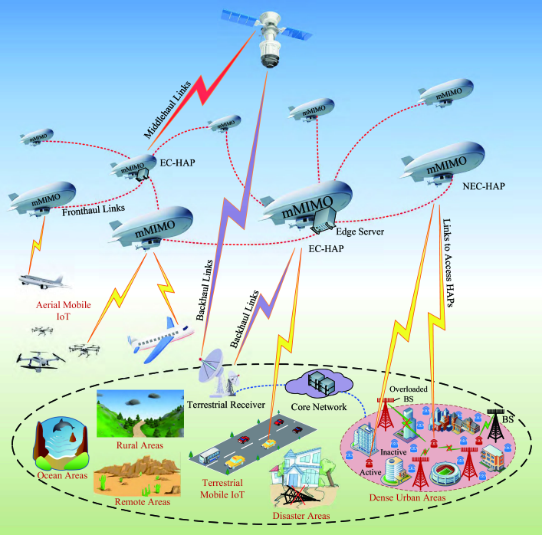 Middlehaul Links
mMIMO
mMIMO
mMIMO
mMIMO
mMIMO
EC-HAP
mMIMO
mMIMO
mMIMO
NEC-HAP
mMIMO
Fronthaul Links
mMIMO
Edge Server
EC-HAP
Links to Access HAPs
Backhaul Links
Backhaul Links
Aerial Mobile
IoT
Overloaded
BS
Terrestrial Receiver
Core Network
BS
Rural Areas
Inactive
Ocean Areas
Active
Remote Areas
Terrestrial
Mobile IoT
Disaster Areas
Dense Urban Areas